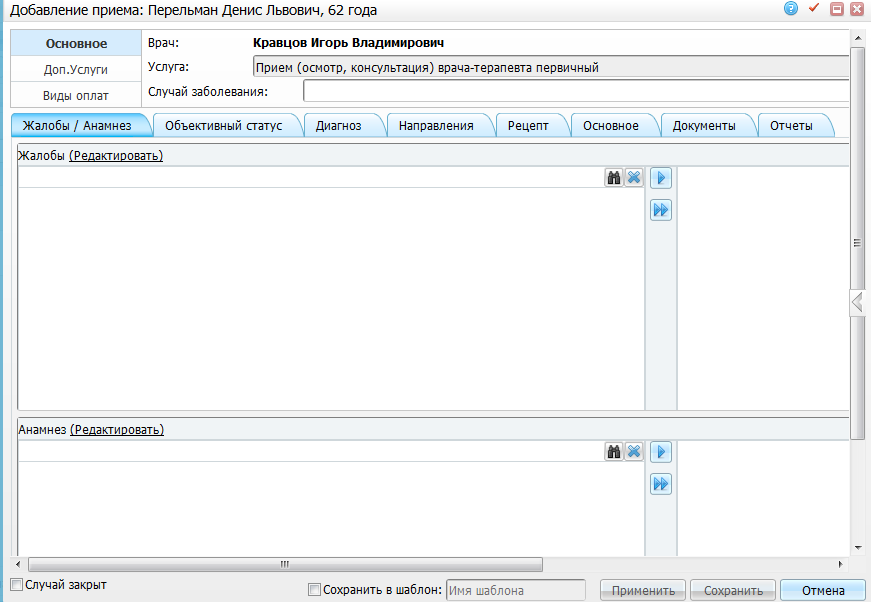 Добавление приема: Перельман Денис Львович, 62 года
Основное
Доп.Услуги
Виды оплат
Врач: Кравцов Игорь Владимирович
Услуга: Прием (осмотр, консультация) врача-терапевта первичный
Случай заболевания:
Жалобы / Анамнез Объективный статус Диагноз Направления Рецепт Основное Документы Отчеты
Жалобы (Редактировать)
Анамнез (Редактировать)
Случай закрыт
Сохранить в шаблон: Имя шаблона Применить Сохранить Отмена